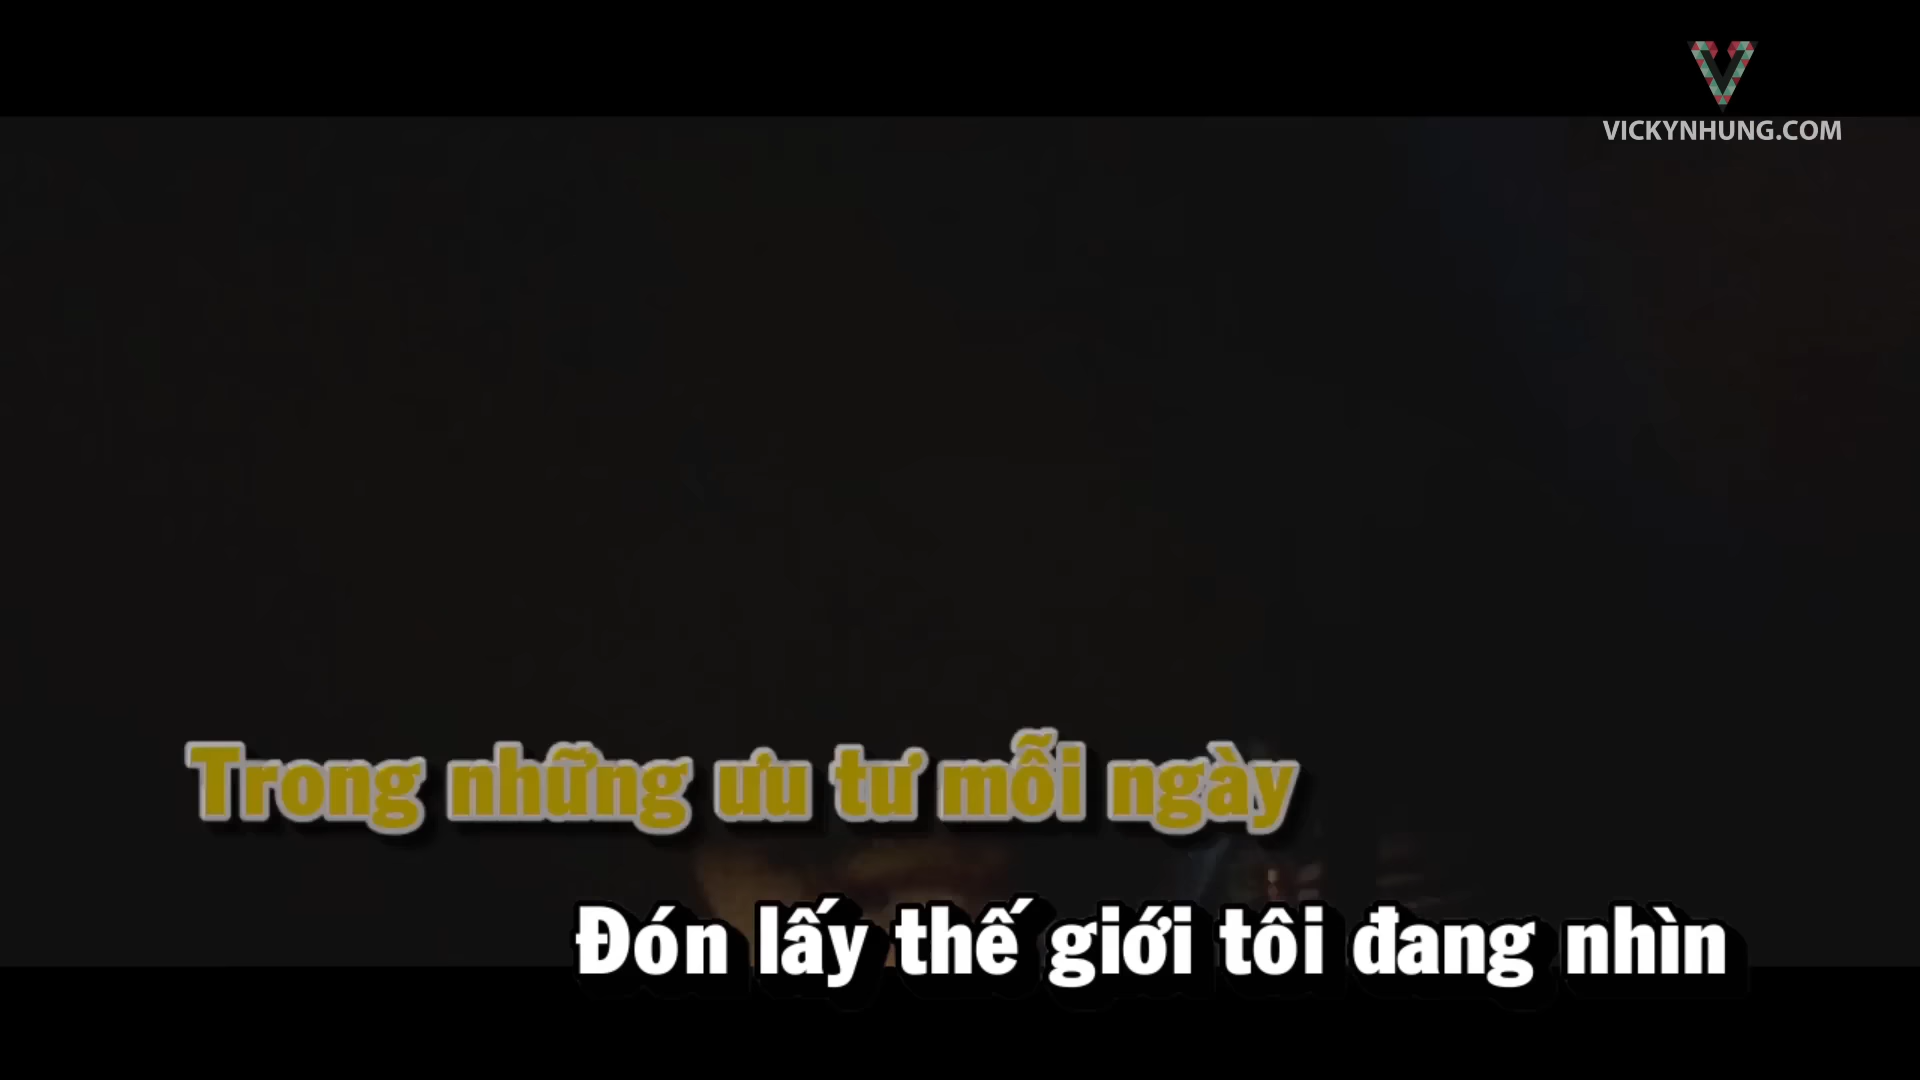 VICKYNHUNG.COM
Trong những ưu tư mỗi ngày
Đón lấy thế giới tôi đang nhìn